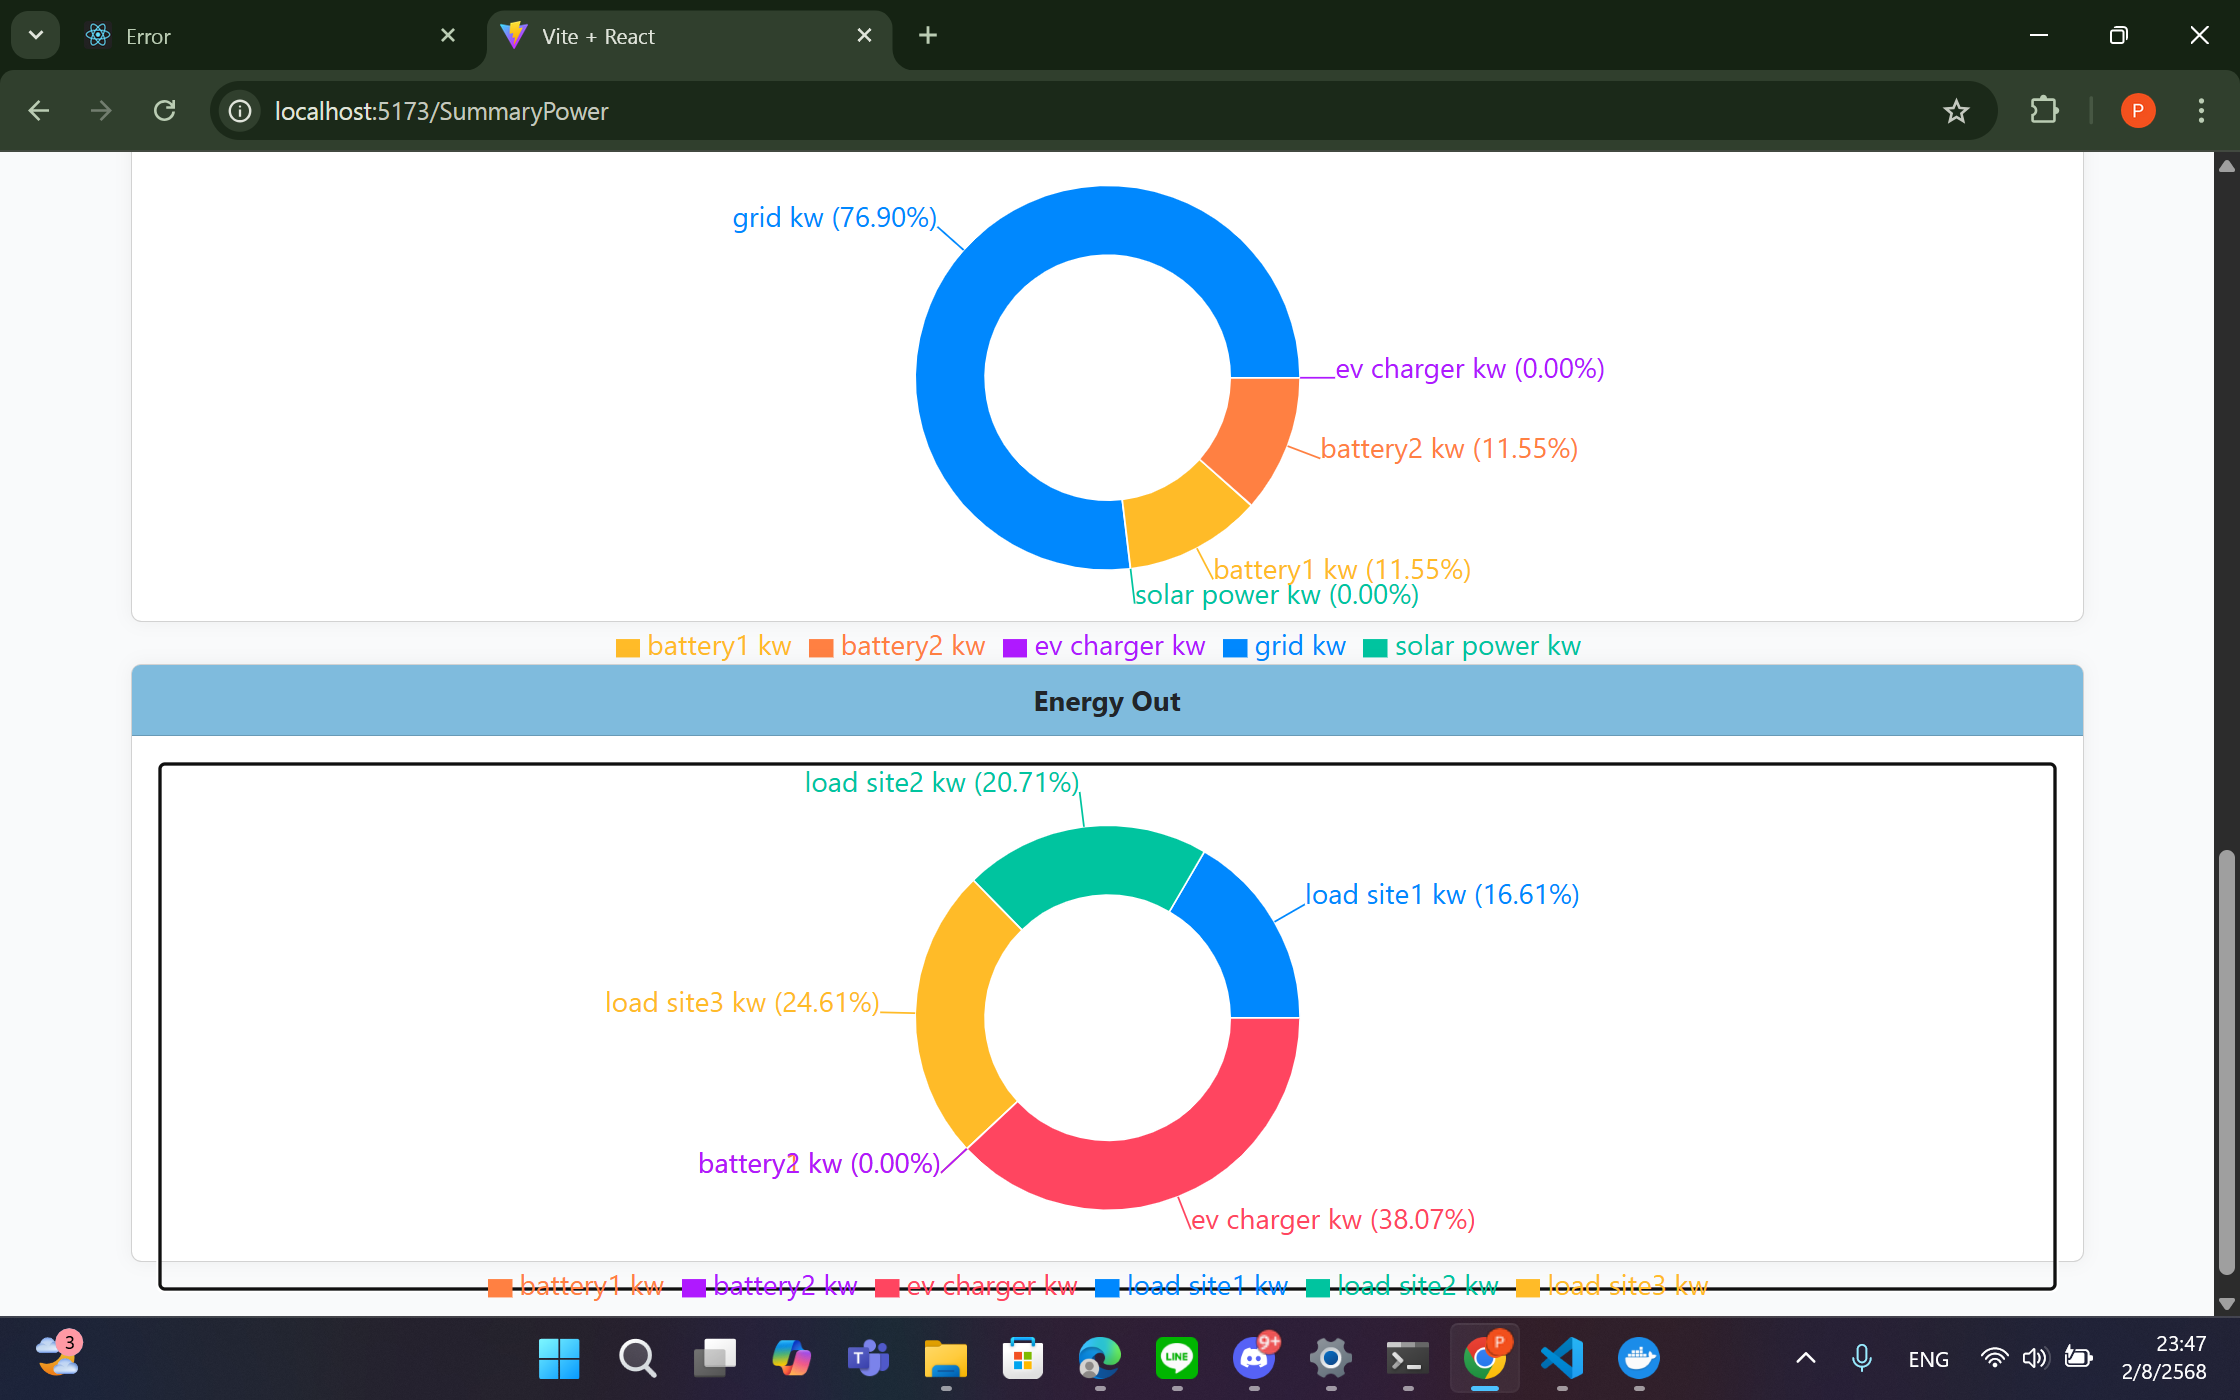 Error
Vite + React
localhost:5173/SummaryPower
P
grid kw (76.90%)
ev charger kw (0.00%)
battery2 kw (11.55%)
battery1 kw (11.55%)
solar power kw (0.00%)
battery1 kw battery2 kw ev charger kw grid kw solar power kw
Energy Out
load site2 kw (20.71%)
load site1 kw (16.61%)
load site3 kw (24.61%)
battery2 kw (0.00%)
ev charger kw (38.07%)
battery1 kw battery2 kw ev charger kw load site1 kw load site2 kw load site3 kw
3
T
LINE
9+
P
ENG
23:47
2/8/2568